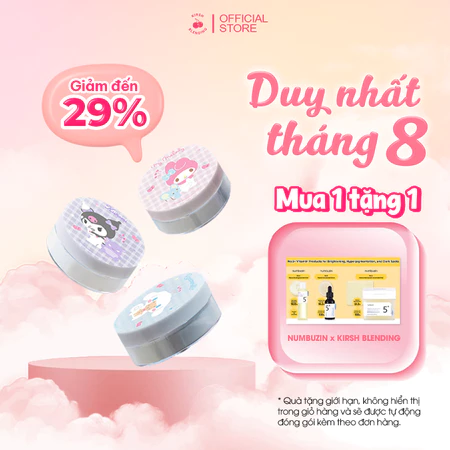 KIRSH
BLENDING
OFFICIAL
STORE
Giảm đến
29%
Duy nhất
tháng 8
Mua 1 tặng 1
NUMBUZIN x KIRSH BLENDING
* Quà tặng giới hạn, không hiển thị
trong giỏ hàng và sẽ được tự động
đóng gói kèm theo đơn hàng.